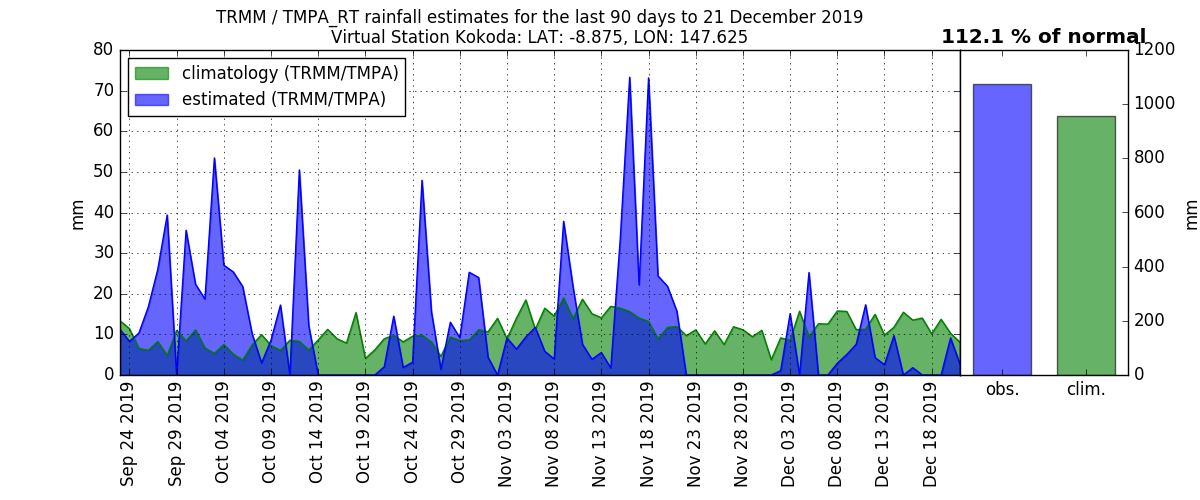 TRMM / TMPA_RT rainfall estimates for the last 90 days to 21 December 2019
Virtual Station Kokoda: LAT: -8.875, LON: 147.625
112.1 % of normal
climatology (TRMM/TMPA)
estimated (TRMM/TMPA)
mm
80
70
60
50
40
30
20
10
0
Sep 24 2019
Sep 29 2019
Oct 04 2019
Oct 09 2019
Oct 14 2019
Oct 19 2019
Oct 24 2019
Oct 29 2019
Nov 03 2019
Nov 08 2019
Nov 13 2019
Nov 18 2019
Nov 23 2019
Nov 28 2019
Dec 03 2019
Dec 08 2019
Dec 13 2019
Dec 18 2019
obs.
clim.
1200
1000
800
600
400
200
0
mm